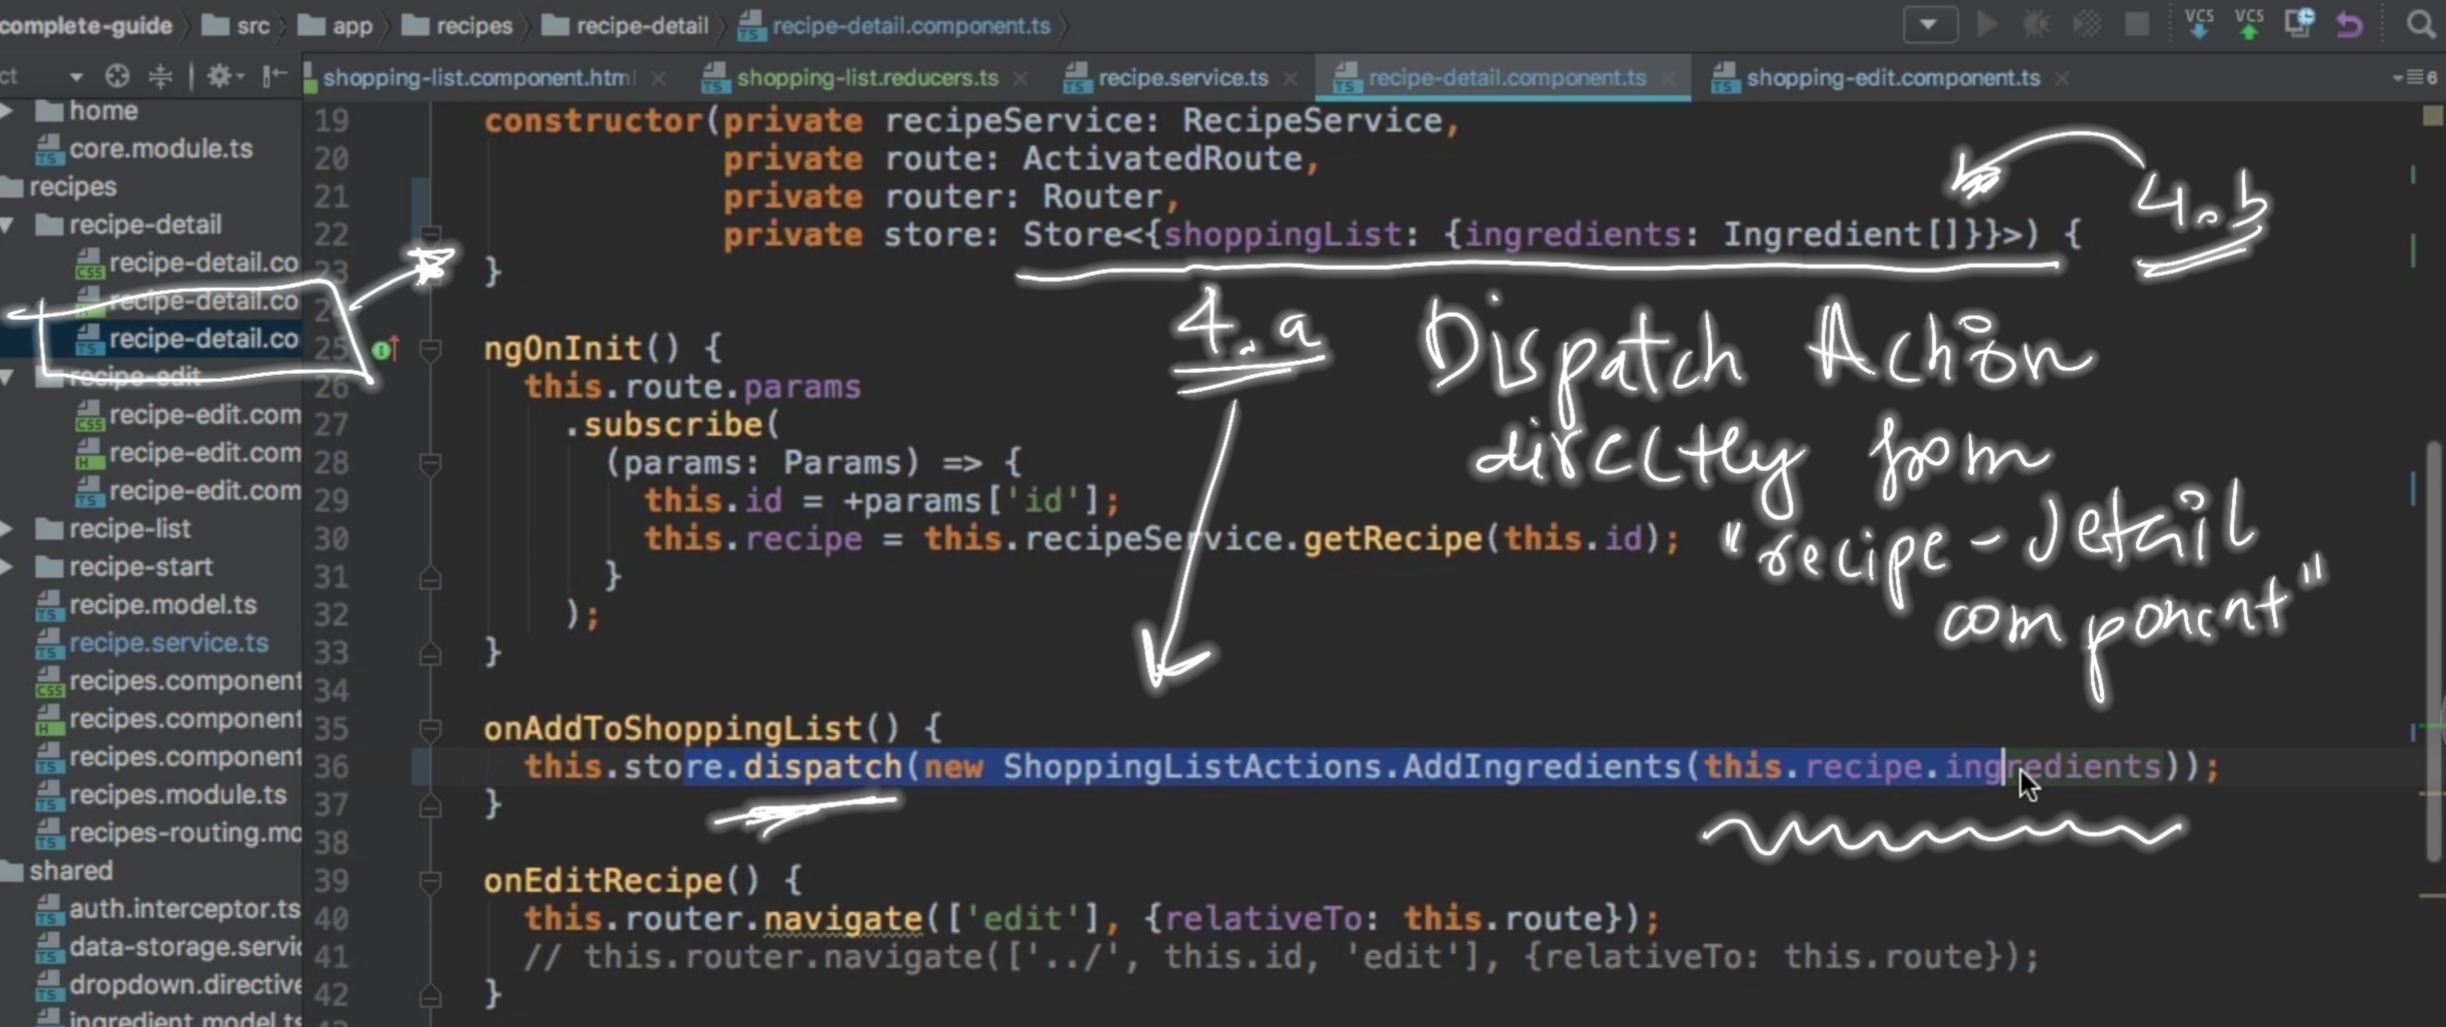 complete-guide src app recipes recipe-detail recipe-detail.component.ts
VCS VCS
ct shopping-list.component.html shopping-list.reducers.ts recipe.service.ts recipe-detail.component.ts shopping-edit.component.ts 6
home
core.module.ts
recipes
recipe-detail
recipe-detail.co
recipe-detail.co
recipe-detail.co
recipe-edit
recipe-edit.com
recipe-edit.com
recipe-edit.com
recipe-list
recipe-start
recipe.model.ts
recipe.service.ts
recipes.component
recipes.component
recipes.component
recipes.module.ts
recipes-routing.mo
shared
auth.interceptor.ts
data-storage.servic
dropdown.directive
ingredient.model.ts
19 constructor(private recipeService: RecipeService,
20 private route: ActivatedRoute,
21 private router: Router,
22 private store: Store<{shoppingList: {ingredients: Ingredient[]}}>) {
23 }
25 ngOnInit() {
26 this.route.params
27 .subscribe(
28 (params: Params) => {
29 this.id = +params['id'];
30 this.recipe = this.recipeService.getRecipe(this.id);
31 }
32 );
33 }
34
35 onAddToShoppingList() {
36 this.store.dispatch(new ShoppingListActions.AddIngredients(this.recipe.ingredients));
37 }
38
39 onEditRecipe() {
40 this.router.navigate(['edit'], {relativeTo: this.route});
41 // this.router.navigate(['../', this.id, 'edit'], {relativeTo: this.route});
42 }
4.b
4.a Dispatch Action
directly from
"recipe-detail
component"